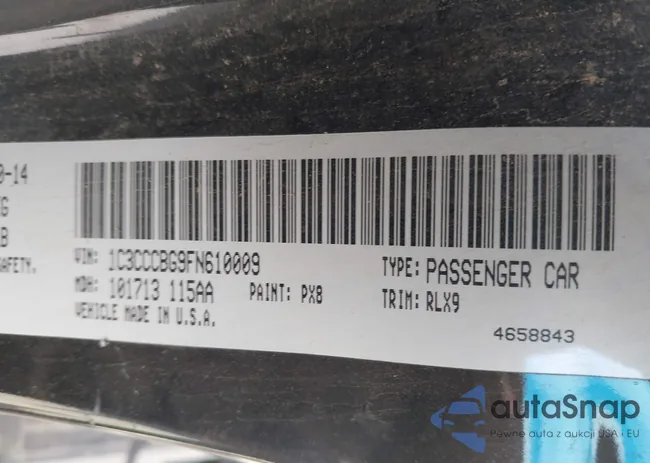 0-14
G
B
AFETY.
VIN: 1C3CCCBG9FN610009
TYPE: PASSENGER CAR
MDH: 101713 115AA
PAINT: PX8
TRIM: RLX9
VEHICLE MADE IN U.S.A.
4658843
autaSnap
Pewne auta z aukcji USA i EU